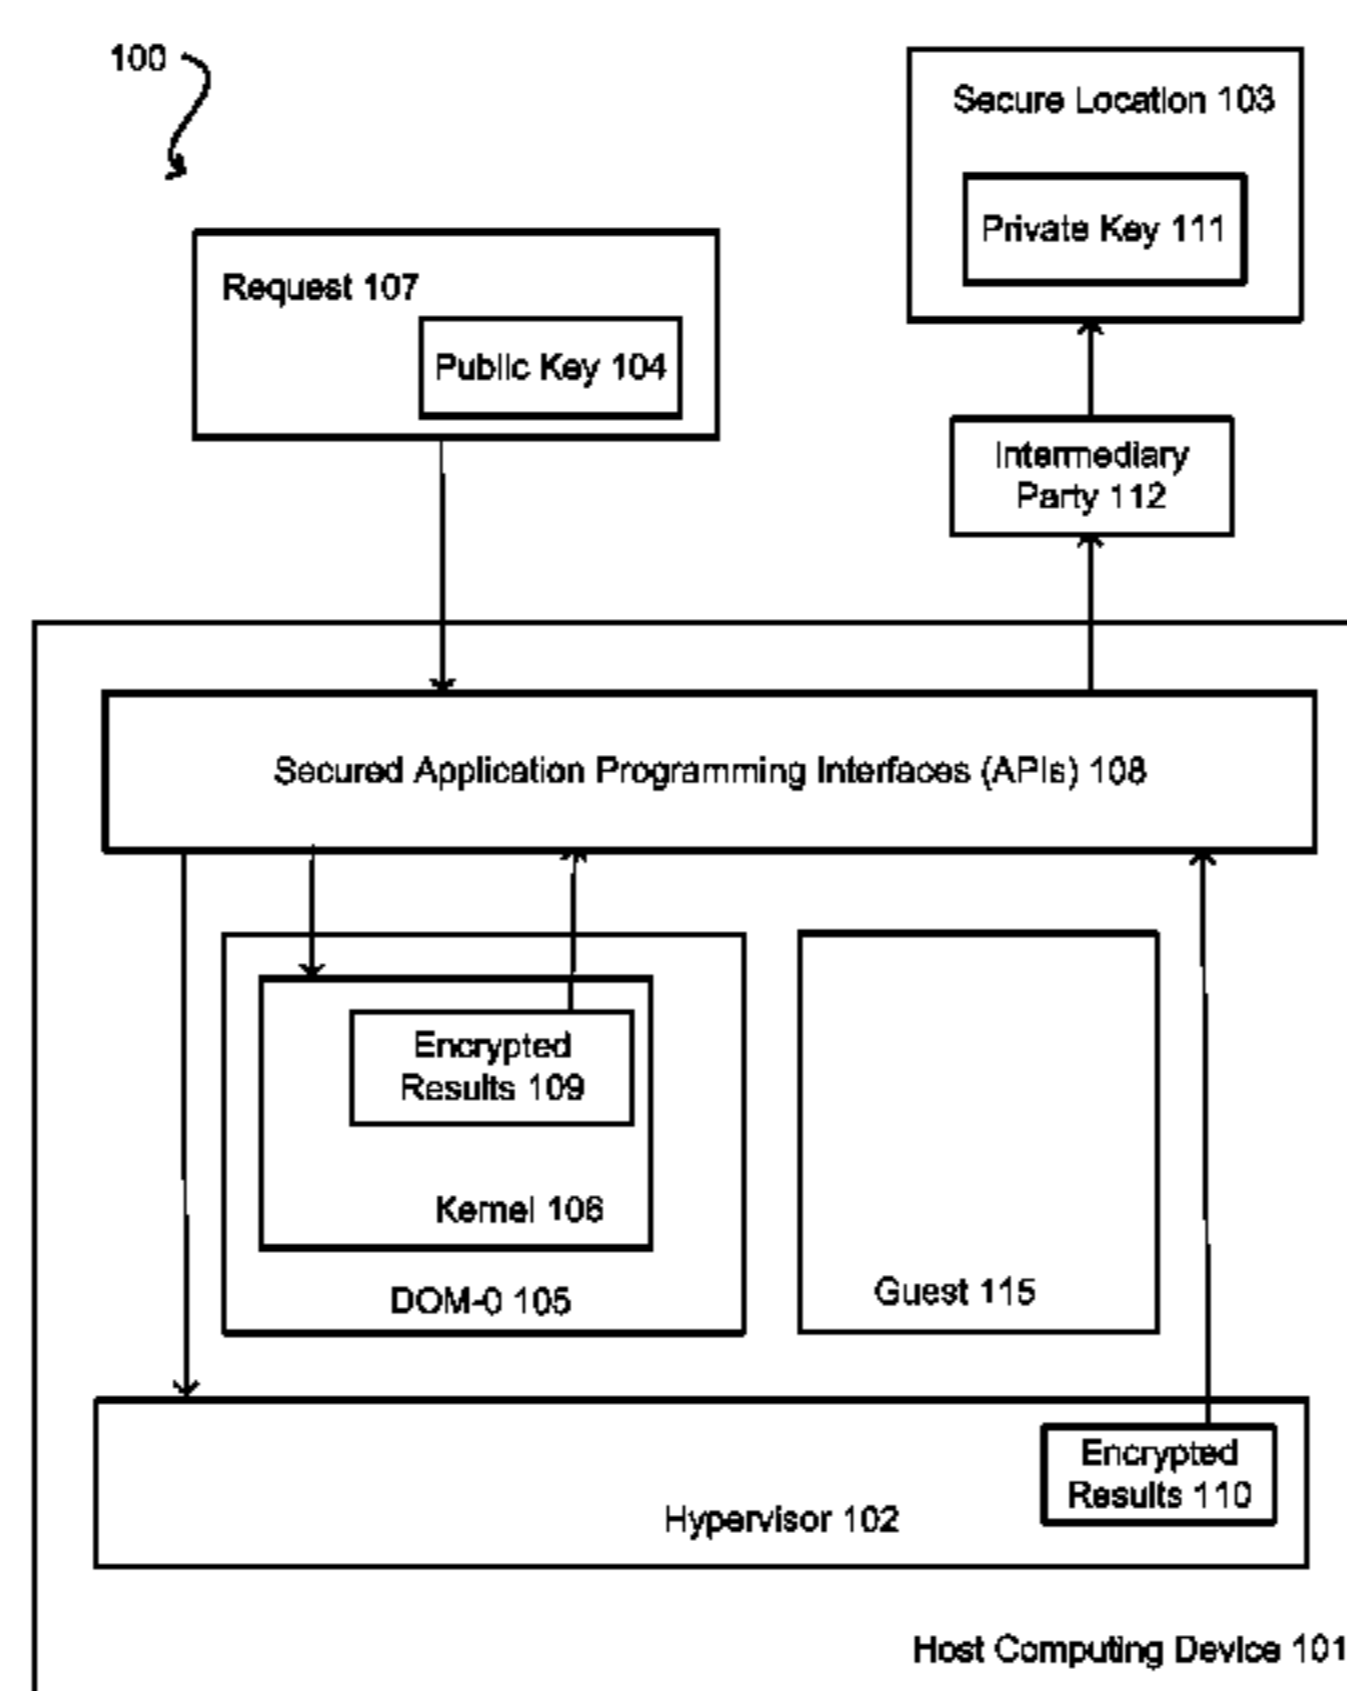 100
Secure Location 103
Private Key 111
Request 107
Public Key 104
Intermediary
Party 112
Secured Application Programming Interfaces (APIs) 108
Encrypted
Results 109
Kernel 106
DOM-0 105
Guest 115
Encrypted
Results 110
Hypervisor 102
Host Computing Device 101